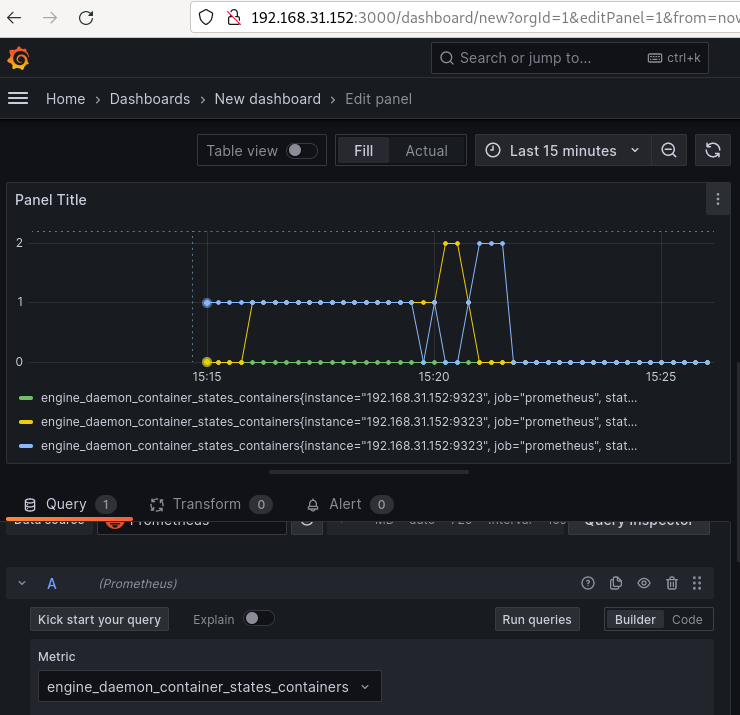 192.168.31.152:3000/dashboard/new?orgId=1&editPanel=1&from=nov
Search or jump to... ctrl+k
Home › Dashboards › New dashboard › Edit panel
Table view Fill Actual Last 15 minutes
Panel Title
2
1
0
15:15 15:20 15:25
engine_daemon_container_states_containers{instance="192.168.31.152:9323", job="prometheus", stat...
engine_daemon_container_states_containers{instance="192.168.31.152:9323", job="prometheus", stat...
engine_daemon_container_states_containers{instance="192.168.31.152:9323", job="prometheus", stat...
Query 1 Transform 0 Alert 0
Data source Prometheus Query inspector
A (Prometheus)
Kick start your query Explain Run queries Builder Code
Metric
engine_daemon_container_states_containers